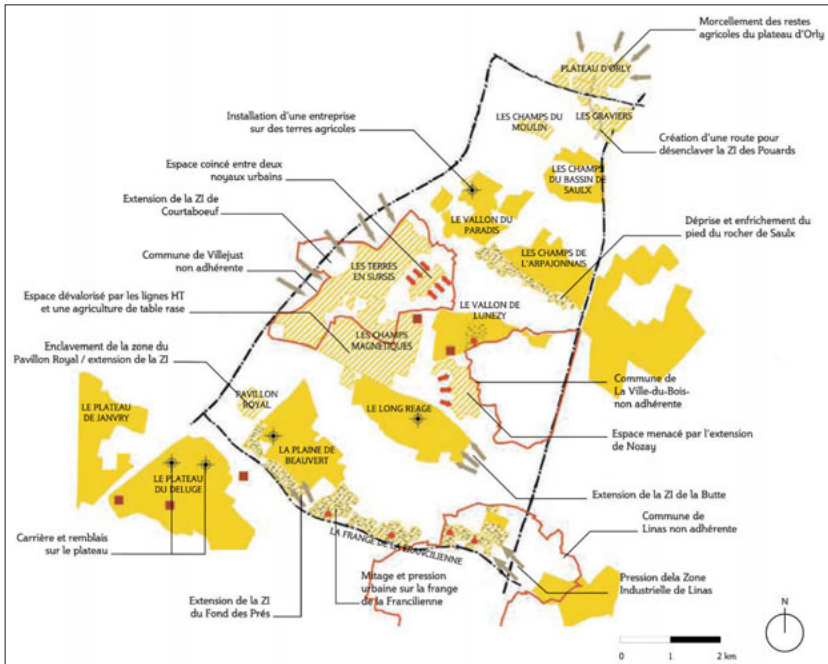 Morcellement des restes
agricoles du plateau d'Orly
PLATEAU D'ORLY
Installation d'une entreprise
sur des terres agricoles
LES CHAMPS DU
MOULIN
LES GRAVIERS
Création d'une route pour
désenclaver la ZI des Pouards
Espace coincé entre deux
noyaux urbains
LES CHAMPS
DU BASSIN DE
SAULX
Extension de la ZI de
Courtaboeuf
LE VALLON DU
PARADIS
Déprise et enfrichement du
pied du rocher de Saulx
Commune de Villejust
non adhérente
LES TERRES
EN SURSIS
LES CHAMPS DE
L'ARPAJONNAIS
Espace dévalorisé par les lignes HT
et une agriculture de table rase
LE VALLON DE
LUNEZY
LES CHAMPS
MAGNETIQUES
Enclavement de la zone du
Pavillon Royal / extension de la ZI
Commune de
La Ville-du-Bois-
non adhérente
PAVILLON
ROYAL
LE PLATEAU
DE JANVRY
LE LONG REAGE
Espace menacé par l'extension
de Nozay
LA PLAINE DE
BEAUVERT
LE PLATEAU
DU DELUGE
Extension de la ZI de la Butte
Commune de
Linas non adhérente
Carrière et remblais
sur le plateau
LA FRANGE DE LA FRANCILIENNE
Mitage et pression
urbaine sur la frange
de la Francilienne
Pression dela Zone
Industrielle de Linas
Extension de la ZI
du Fond des Prés
N
0 1 2 km